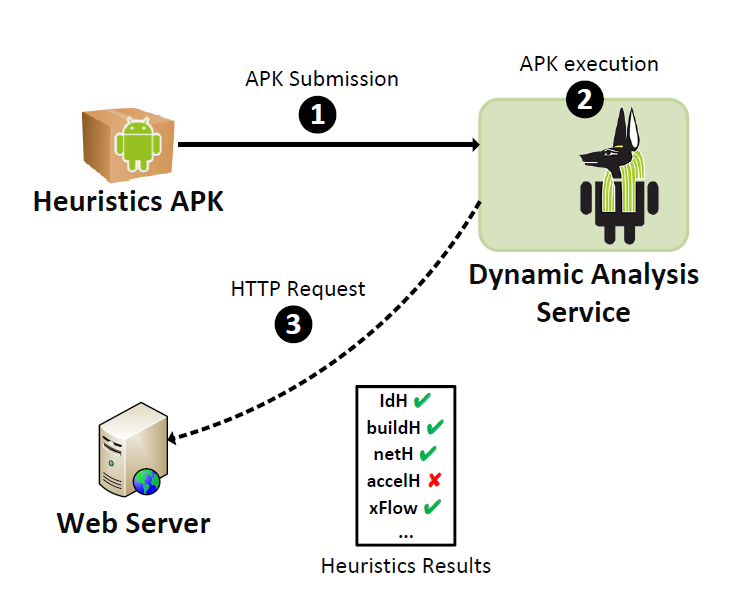 APK Submission
1
APK execution
2
Heuristics APK
Dynamic Analysis
Service
HTTP Request
3
IdH ✔
buildH ✔
netH ✔
accelH ✘
xFlow ✔
...
Web Server
Heuristics Results